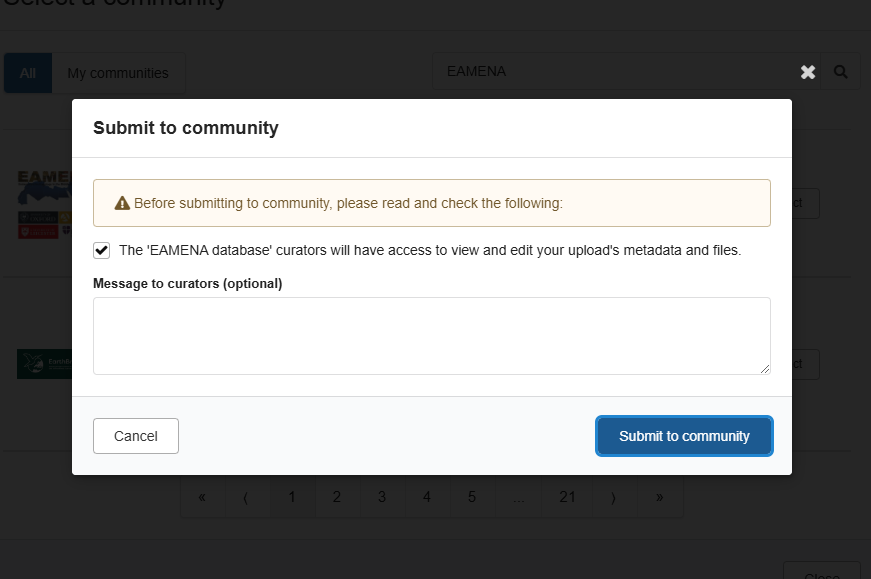 Select a community
All
My communities
EAMENA
Submit to community
Before submitting to community, please read and check the following:
The 'EAMENA database' curators will have access to view and edit your upload's metadata and files.
Message to curators (optional)
Cancel
Submit to community
« ⟨ 1 2 3 4 5 ... 21 ⟩ »
Close